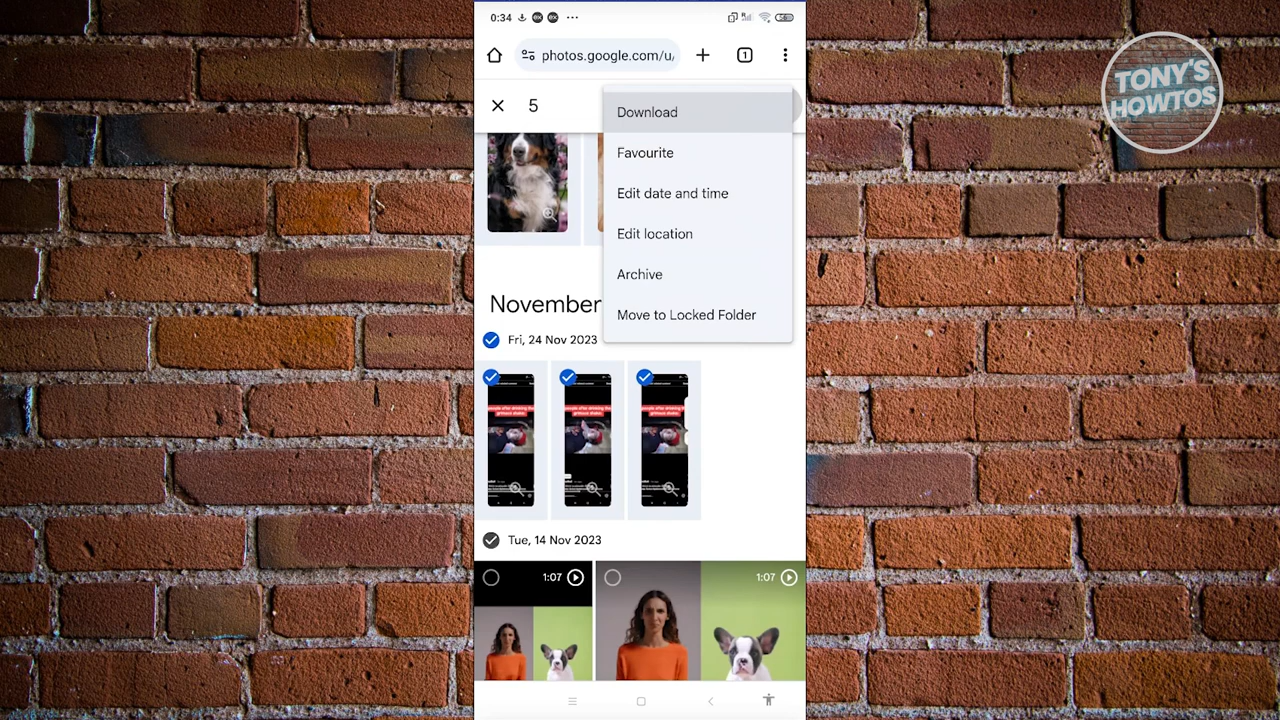 0:34
TONY'S
HOWTOS
photos.google.com/u/
1
5
Download
Favourite
Edit date and time
Edit location
Archive
Move to Locked Folder
November
Fri, 24 Nov 2023
Tue, 14 Nov 2023
1:07
1:07